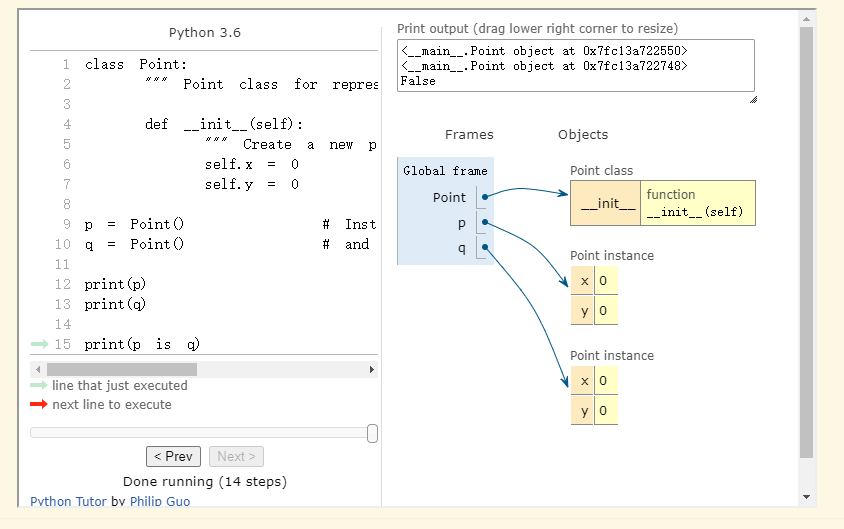 Python 3.6
1 class Point:
2 """ Point class for repres
3
4 def __init__(self):
5 """ Create a new p
6 self.x = 0
7 self.y = 0
8
9 p = Point() # Inst
10 q = Point() # and
11
12 print(p)
13 print(q)
14
15 print(p is q)
line that just executed
next line to execute
< Prev Next >
Done running (14 steps)
Python Tutor by Philip Guo
Print output (drag lower right corner to resize)
<__main__.Point object at 0x7fc13a722550>
<__main__.Point object at 0x7fc13a722748>
False
Frames Objects
Global frame
Point
p
q
Point class
__init__ function
__init__(self)
Point instance
x 0
y 0
Point instance
x 0
y 0